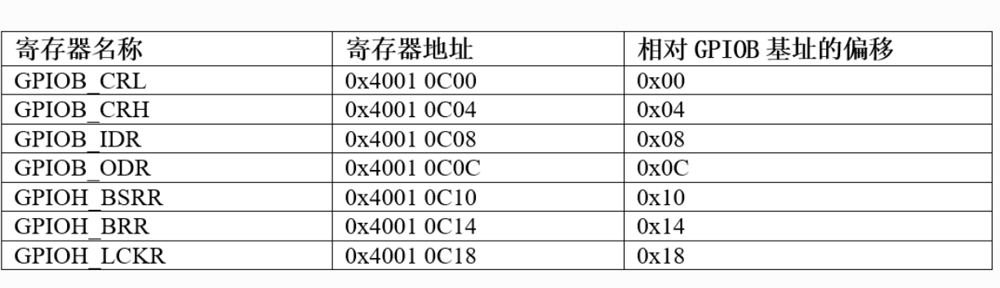 寄存器名称 寄存器地址 相对 GPIOB 基址的偏移
GPIOB_CRL 0x4001 0C00 0x00
GPIOB_CRH 0x4001 0C04 0x04
GPIOB_IDR 0x4001 0C08 0x08
GPIOB_ODR 0x4001 0C0C 0x0C
GPIOH_BSRR 0x4001 0C10 0x10
GPIOH_BRR 0x4001 0C14 0x14
GPIOH_LCKR 0x4001 0C18 0x18